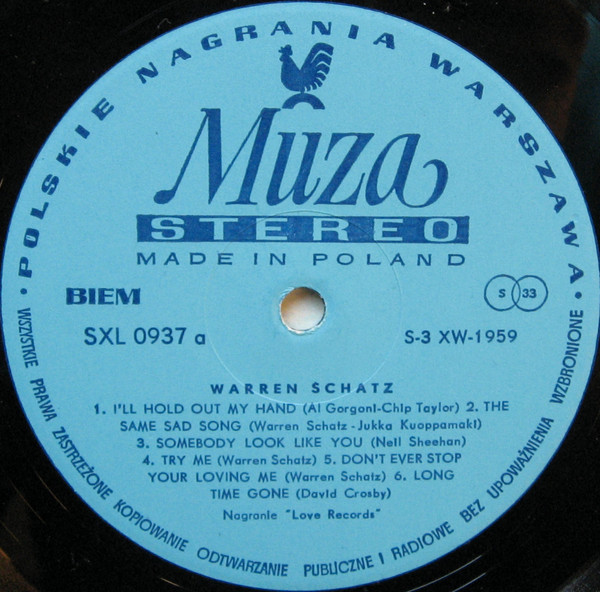 • POLSKIE NAGRANIA WARSZAWA •
Muza
STEREO
MADE IN POLAND
BIEM
S 33
SXL 0937 a
S-3 XW-1959
WARREN SCHATZ
1. I'LL HOLD OUT MY HAND (Al Gorgoni-Chip Taylor) 2. THE
SAME SAD SONG (Warren Schatz - Jukka Kuoppamaki)
3. SOMEBODY LOOK LIKE YOU (Neil Sheehan)
4. TRY ME (Warren Schatz) 5. DON'T EVER STOP
YOUR LOVING ME (Warren Schatz) 6. LONG
TIME GONE (David Crosby)
Nagranie "Love Records"
WSZYSTKIE PRAWA ZASTRZEŻONE KOPIOWANIE ODTWARZANIE PUBLICZNE I RADIOWE BEZ UPOWAŻNIENIA WZBRONIONE